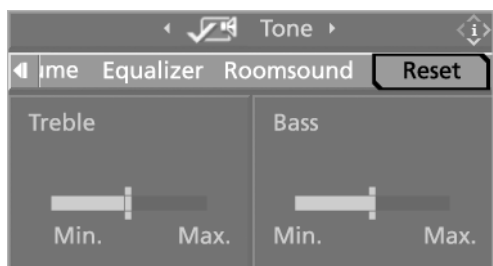 Tone
i
ume Equalizer Roomsound Reset
Treble Bass
Min. Max. Min. Max.